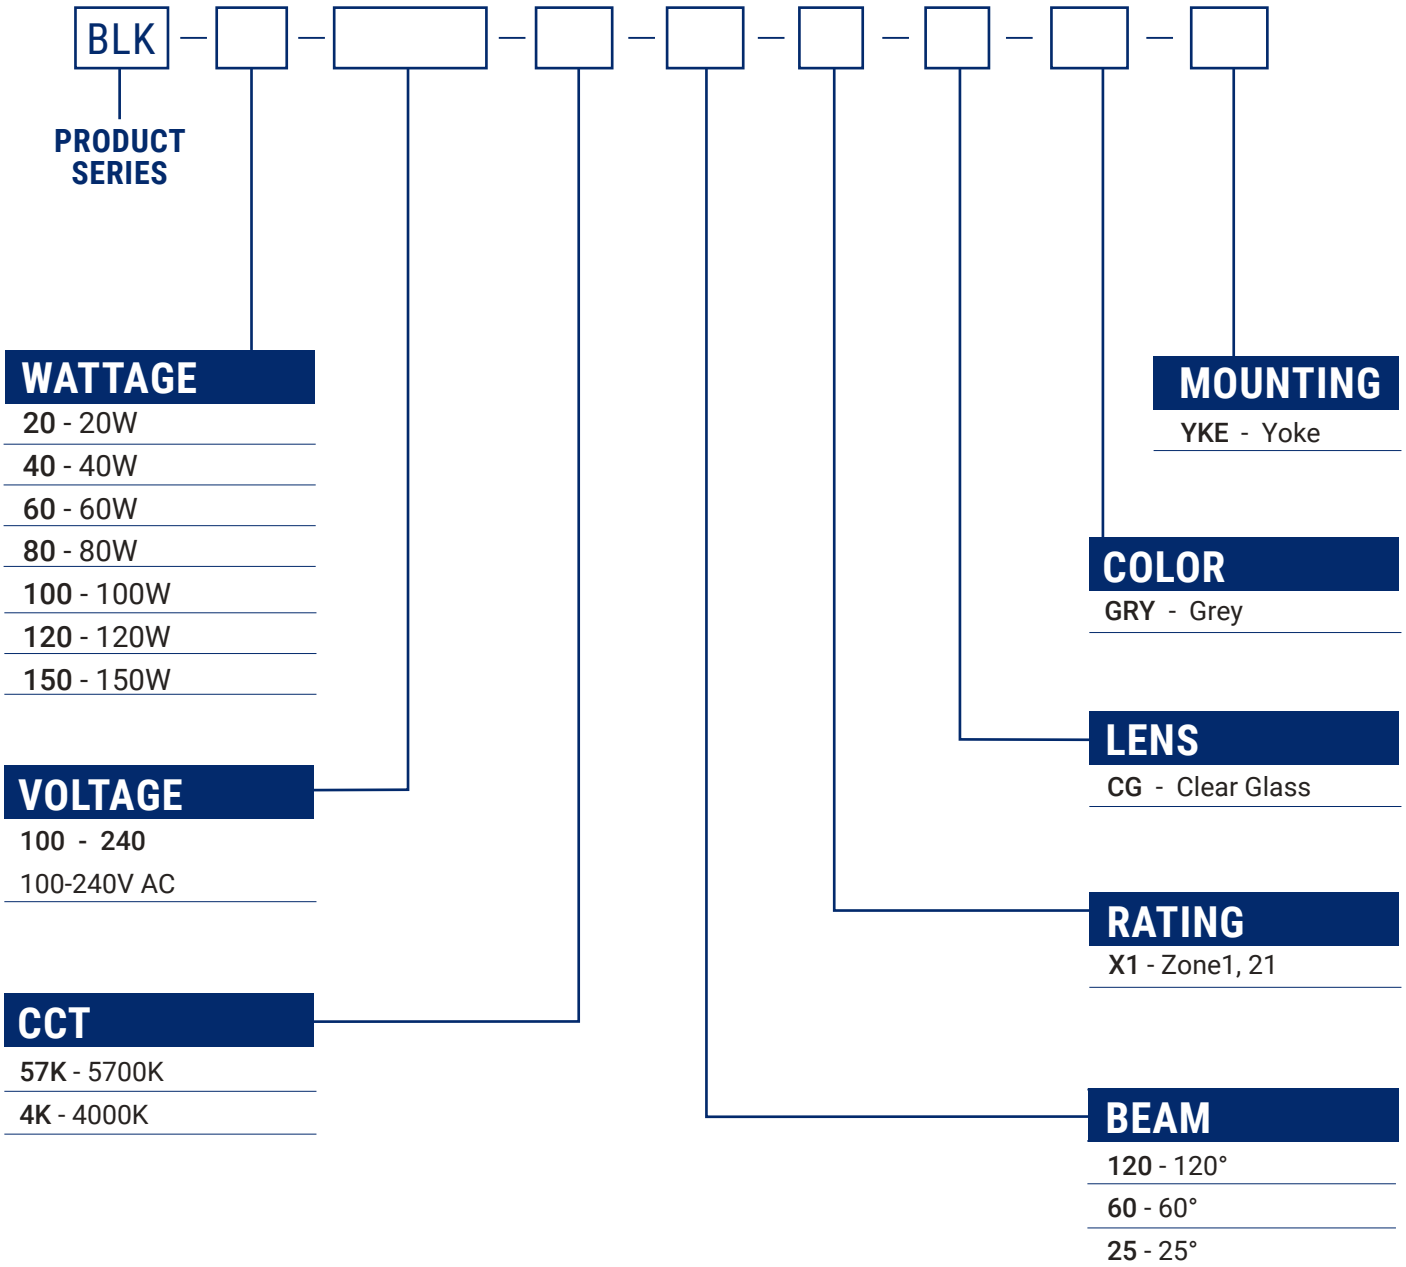 BLK
PRODUCT
SERIES
WATTAGE
20 - 20W
40 - 40W
60 - 60W
80 - 80W
100 - 100W
120 - 120W
150 - 150W
VOLTAGE
100 - 240
100-240V AC
CCT
57K - 5700K
4K - 4000K
MOUNTING
YKE - Yoke
COLOR
GRY - Grey
LENS
CG - Clear Glass
RATING
X1 - Zone1, 21
BEAM
120 - 120°
60 - 60°
25 - 25°